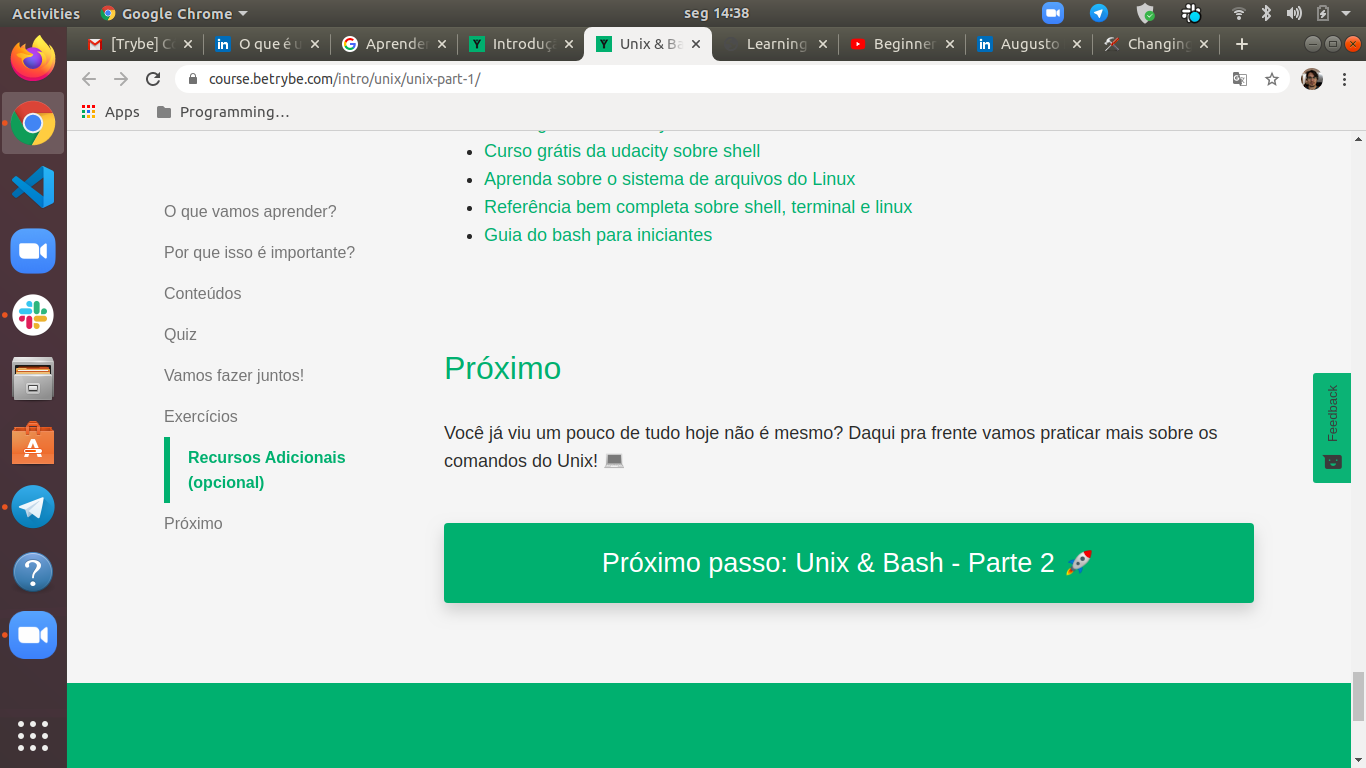 Activities
Google Chrome
seg 14:38
[Trybe]
O que é
Aprender
Introduç
Unix &
Learning
Beginner
Augusto
Changing
course.betrybe.com/intro/unix/unix-part-1/
Apps
Programming…
Curso grátis da udacity sobre shell
Aprenda sobre o sistema de arquivos do Linux
Referência bem completa sobre shell, terminal e linux
Guia do bash para iniciantes
O que vamos aprender?
Por que isso é importante?
Conteúdos
Quiz
Vamos fazer juntos!
Exercícios
Recursos Adicionais
(opcional)
Próximo
Próximo
Você já viu um pouco de tudo hoje não é mesmo? Daqui pra frente vamos praticar mais sobre os
comandos do Unix! 💻
Próximo passo: Unix & Bash - Parte 2 🚀
Feedback